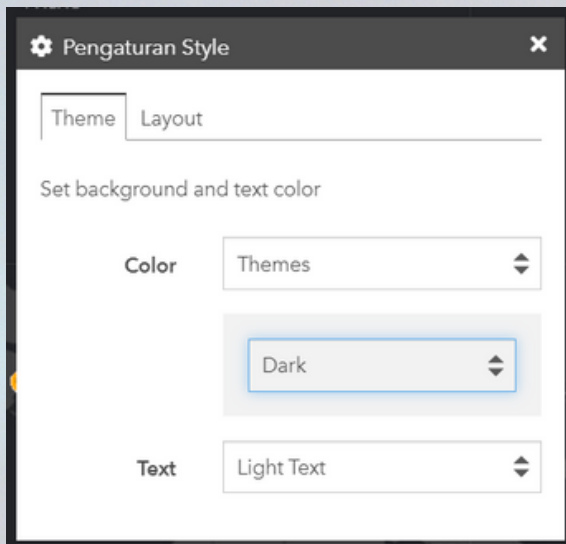 Pengaturan Style
Theme Layout
Set background and text color
Color Themes
Dark
Text Light Text